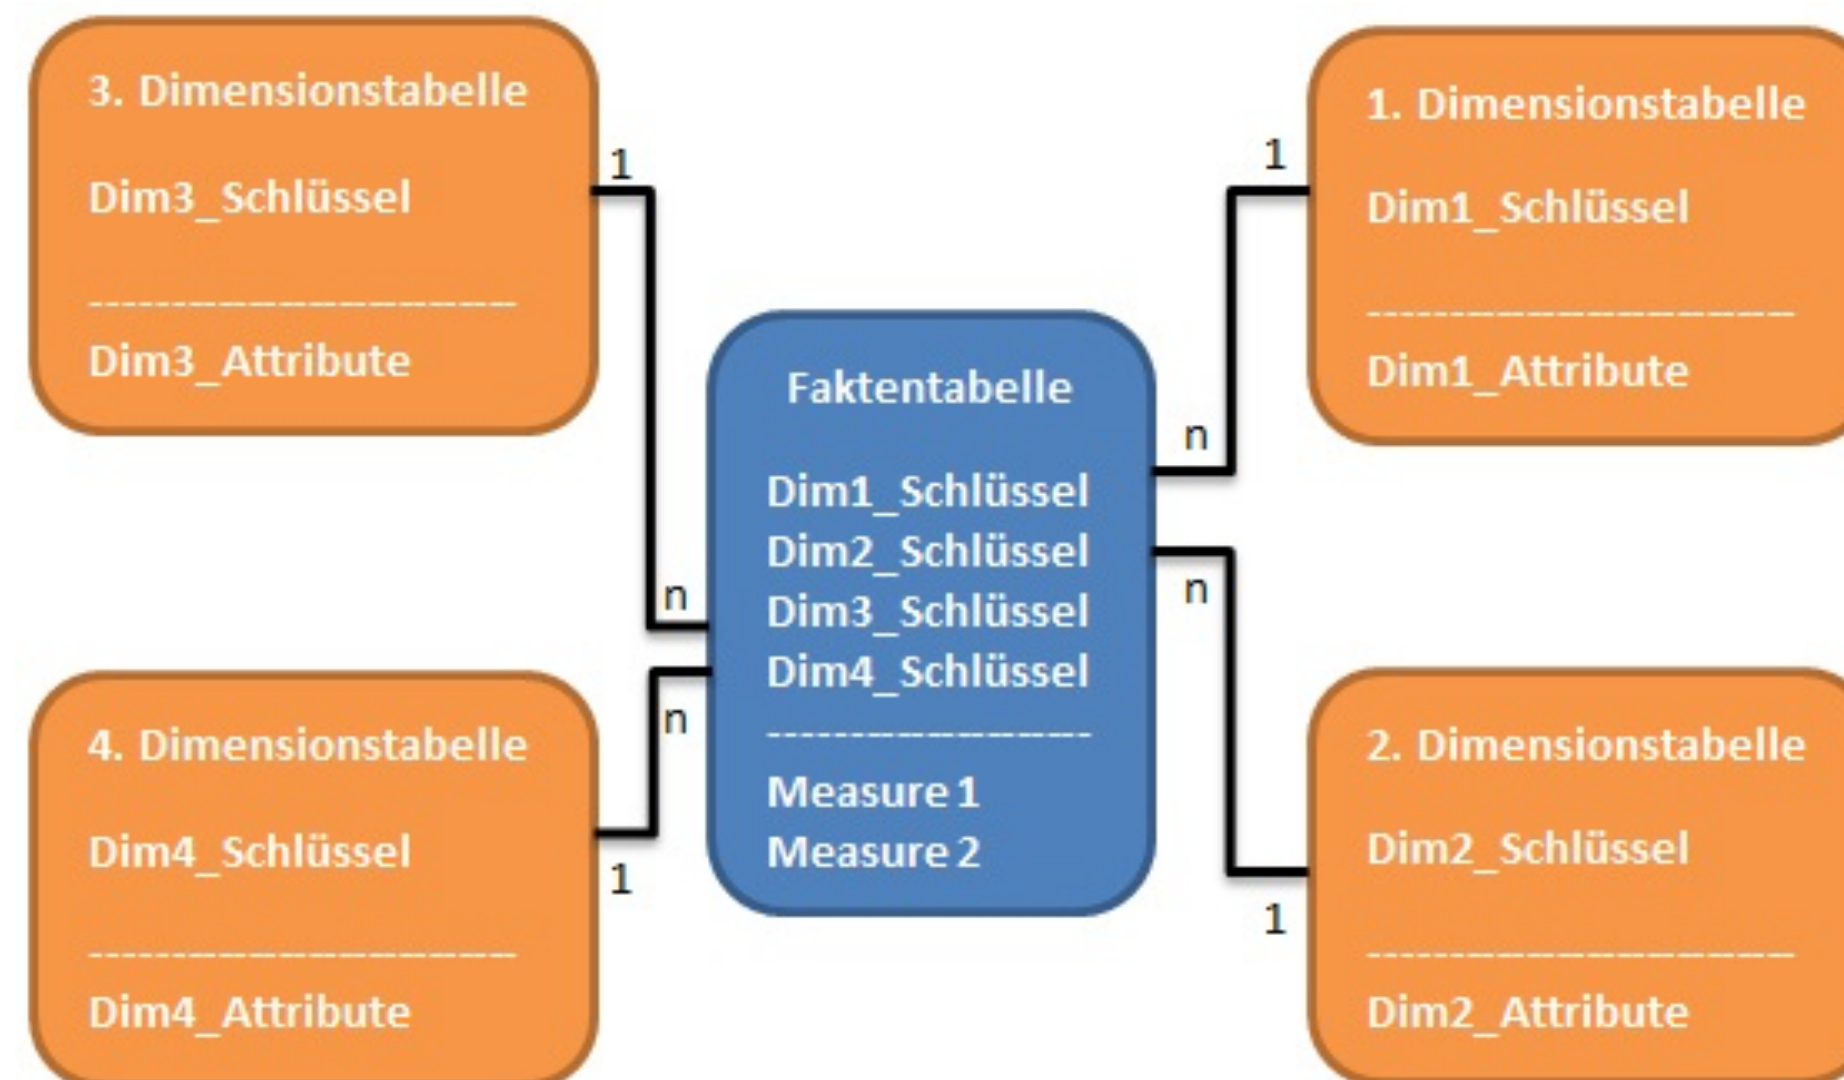 3. Dimensionstabelle
Dim3_Schlüssel
--------------------------
Dim3_Attribute
1
n
4. Dimensionstabelle
Dim4_Schlüssel
--------------------------
Dim4_Attribute
n
1
Faktentabelle
Dim1_Schlüssel
Dim2_Schlüssel
Dim3_Schlüssel
Dim4_Schlüssel
--------------------
Measure 1
Measure 2
1
n
1. Dimensionstabelle
Dim1_Schlüssel
--------------------------
Dim1_Attribute
n
1
2. Dimensionstabelle
Dim2_Schlüssel
--------------------------
Dim2_Attribute